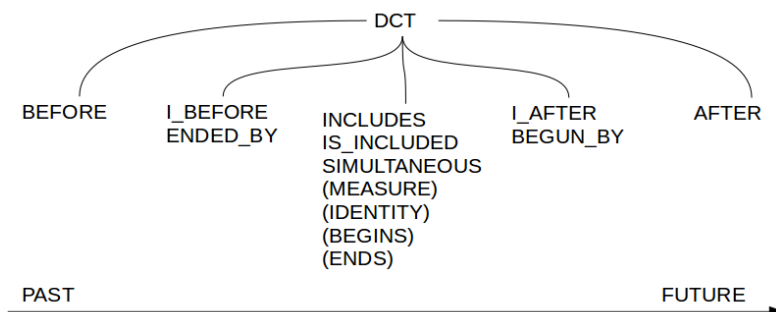 DCT
BEFORE
I_BEFORE
ENDED_BY
INCLUDES
IS_INCLUDED
SIMULTANEOUS
(MEASURE)
(IDENTITY)
(BEGINS)
(ENDS)
I_AFTER
BEGUN_BY
AFTER
PAST
FUTURE